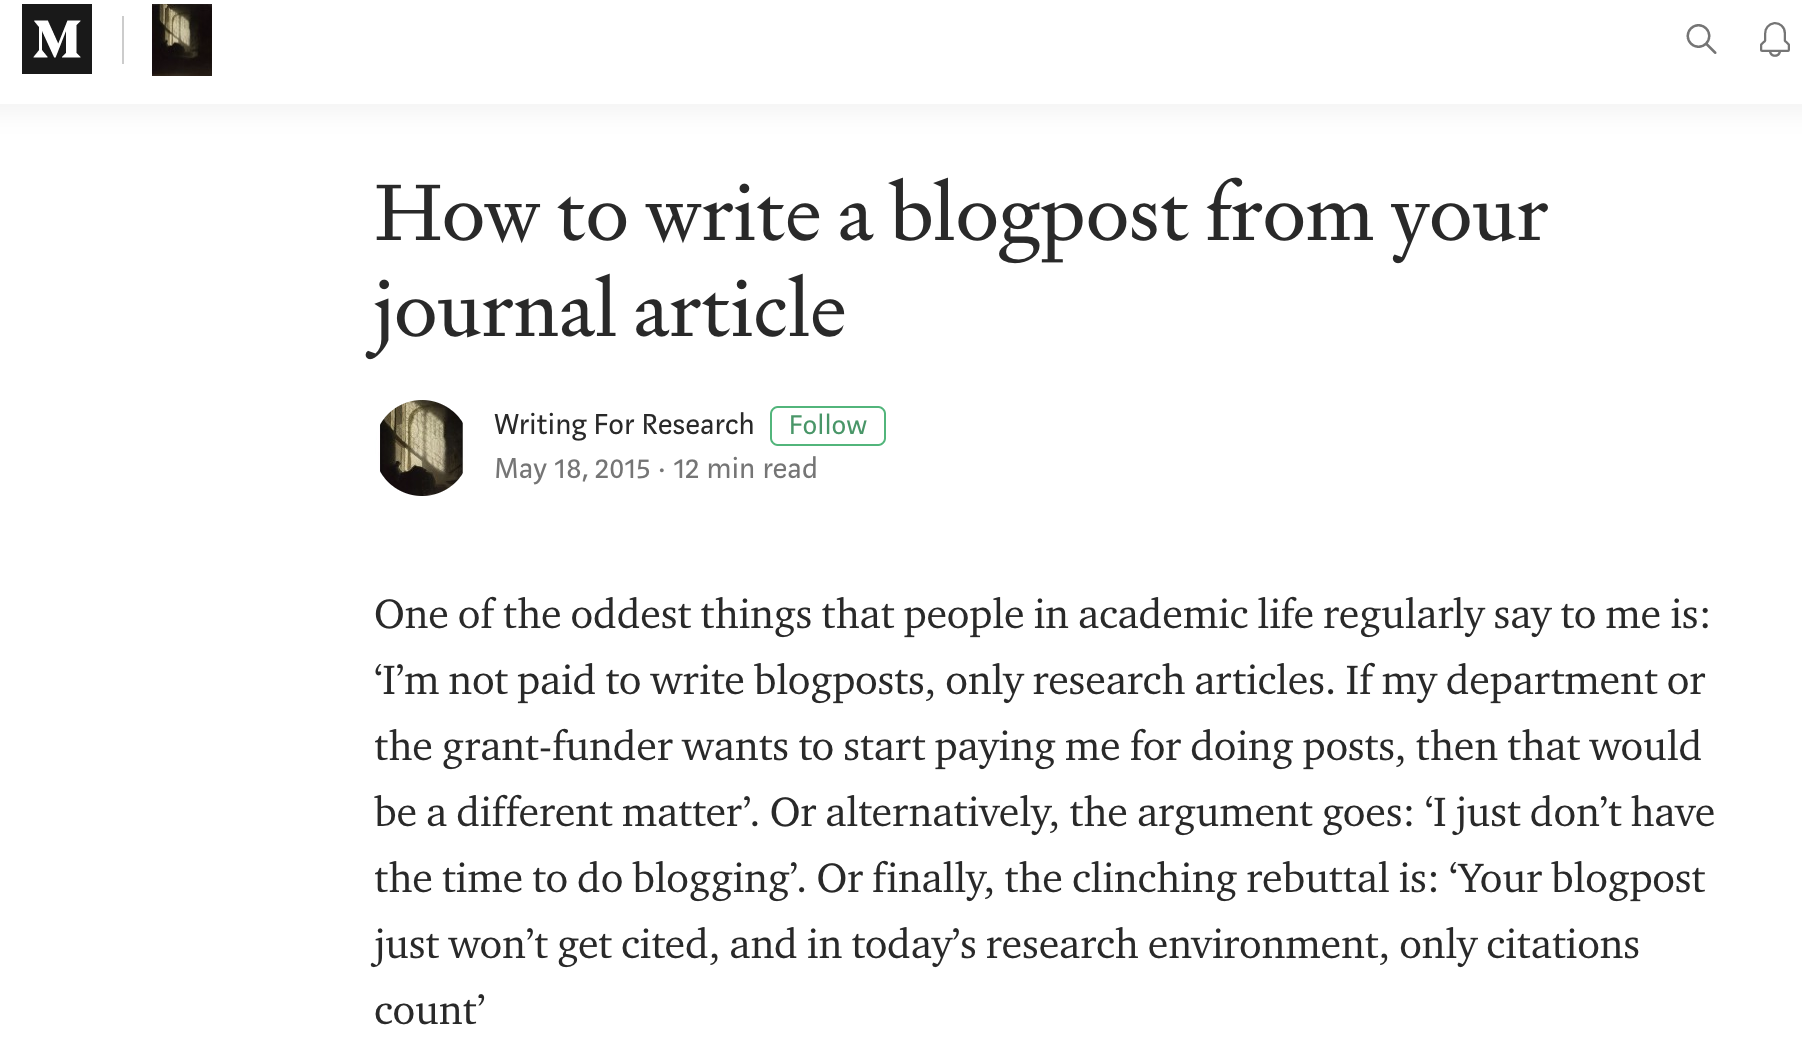 M
How to write a blogpost from your
journal article
Writing For Research Follow
May 18, 2015 · 12 min read
One of the oddest things that people in academic life regularly say to me is:
‘I’m not paid to write blogposts, only research articles. If my department or
the grant-funder wants to start paying me for doing posts, then that would
be a different matter’. Or alternatively, the argument goes: ‘I just don’t have
the time to do blogging’. Or finally, the clinching rebuttal is: ‘Your blogpost
just won’t get cited, and in today’s research environment, only citations
count’